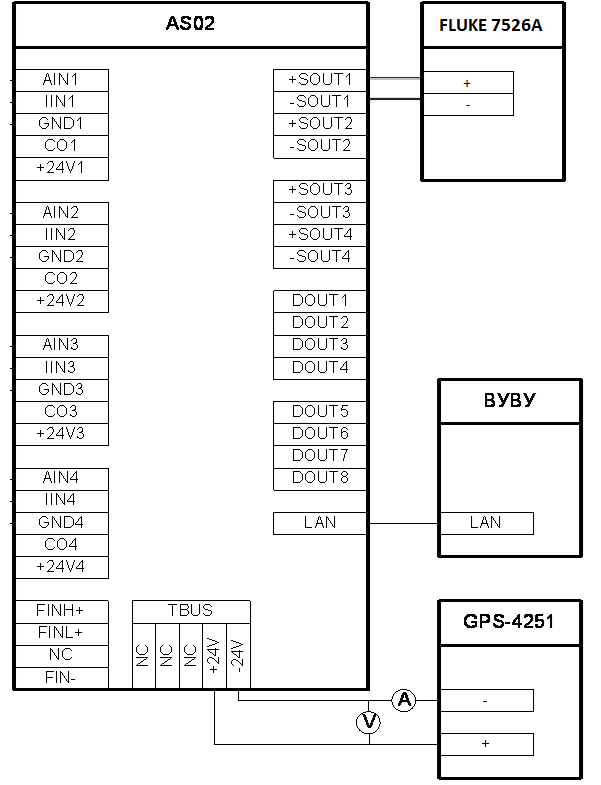 AS02
AIN1
IIN1
GND1
CO1
+24V1
AIN2
IIN2
GND2
CO2
+24V2
AIN3
IIN3
GND3
CO3
+24V3
AIN4
IIN4
GND4
CO4
+24V4
FINH+
FINL+
NC
FIN-
TBUS
NC
NC
NC
+24V
-24V
+SOUT1
-SOUT1
+SOUT2
-SOUT2
+SOUT3
-SOUT3
+SOUT4
-SOUT4
DOUT1
DOUT2
DOUT3
DOUT4
DOUT5
DOUT6
DOUT7
DOUT8
LAN
FLUKE 7526A
+
-
ВУВУ
LAN
GPS-4251
-
+
A
V